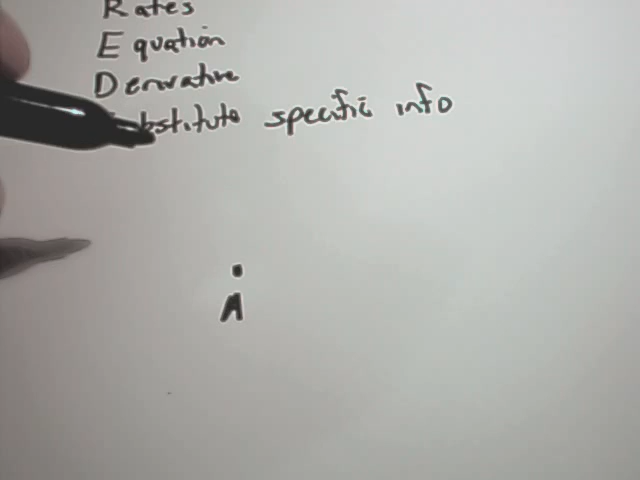 Rates
Equation
Derivative
specific info
A